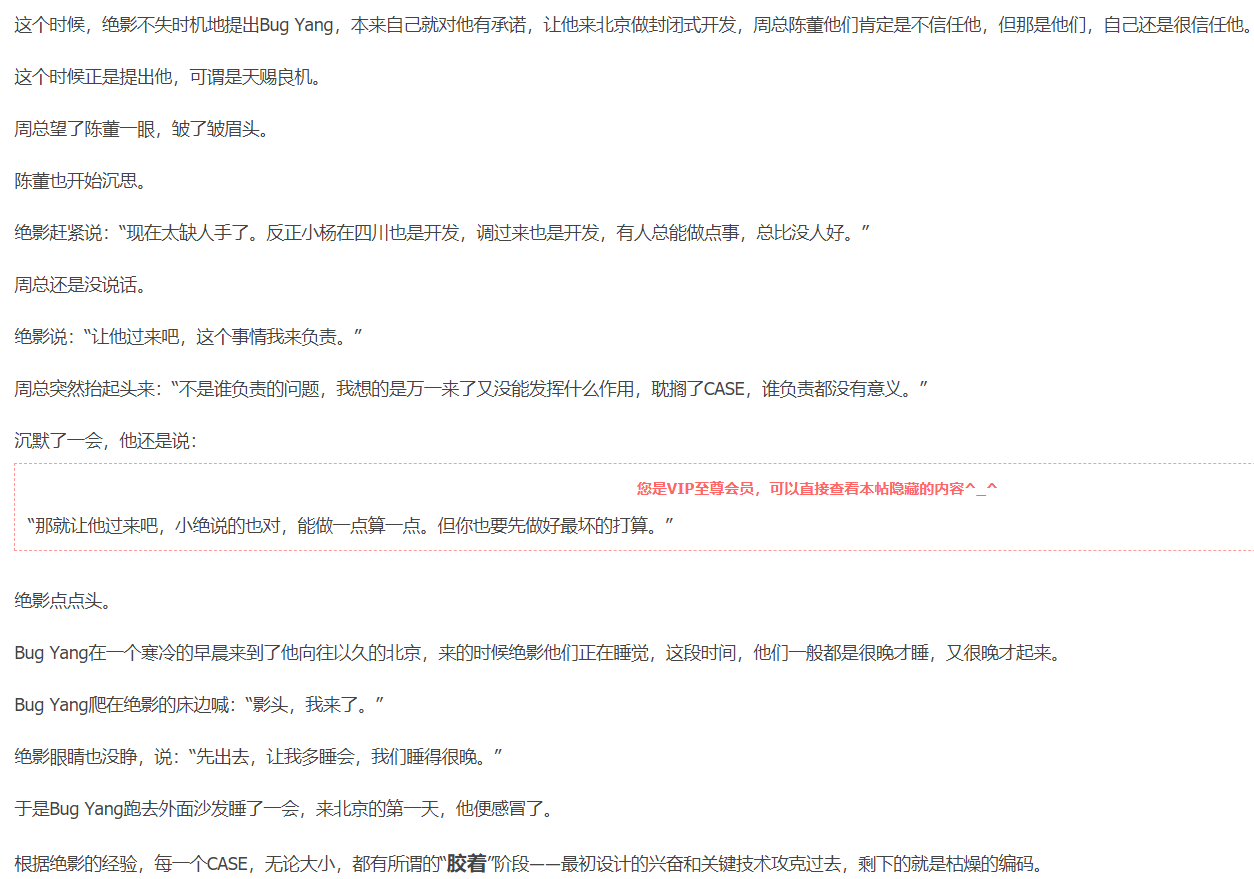 这个时候，绝影不失时机地提出Bug Yang，本来自己就对他有承诺，让他来北京做封闭式开发，周总陈董他们肯定是不信任他，但那是他们，自己还是很信任他。
这个时候正是提出他，可谓是天赐良机。
周总望了陈董一眼，皱了皱眉头。
陈董也开始沉思。
绝影赶紧说：“现在太缺人手了。反正小杨在四川也是开发，调过来也是开发，有人总能做点事，总比没人好。”
周总还是没说话。
绝影说：“让他过来吧，这个事情我来负责。”
周总突然抬起头来：“不是谁负责的问题，我想的是万一来了又没能发挥什么作用，耽搁了CASE，谁负责都没有意义。”
沉默了一会，他还是说：
您是VIP至尊会员，可以直接查看本帖隐藏的内容^_^
“那就让他过来吧，小绝说的也对，能做一点算一点。但你也要先做好最坏的打算。”
绝影点点头。
Bug Yang在一个寒冷的早晨来到了他向往以久的北京，来的时候绝影他们正在睡觉，这段时间，他们一般都是很晚才睡，又很晚才起来。
Bug Yang爬在绝影的床边喊：“影头，我来了。”
绝影眼睛也没睁，说：“先出去，让我多睡会，我们睡得很晚。”
于是Bug Yang跑去外面沙发睡了一会，来北京的第一天，他便感冒了。
根据绝影的经验，每一个CASE，无论大小，都有所谓的“胶着”阶段——最初设计的兴奋和关键技术攻克过去，剩下的就是枯燥的编码。